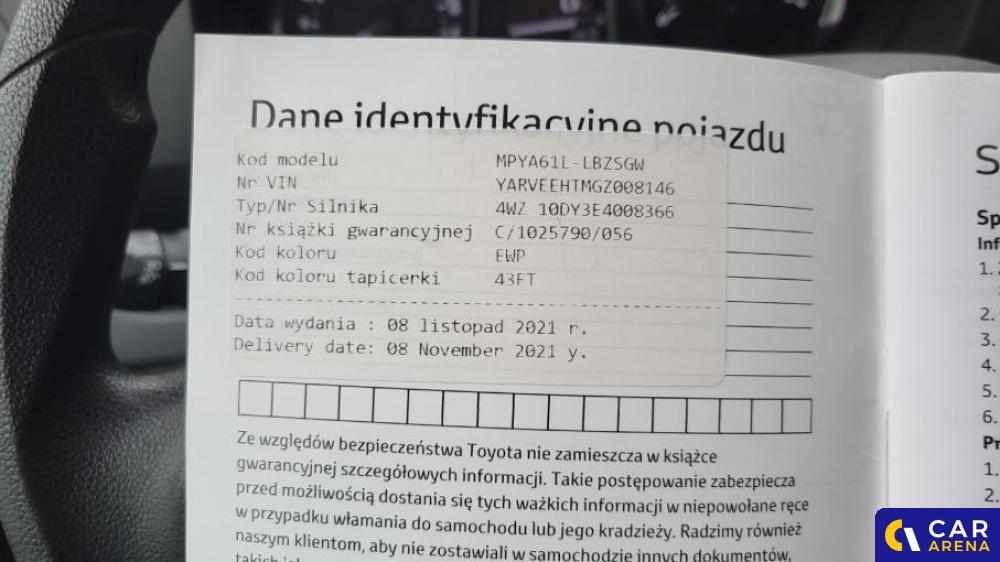 Dane identyfikacyjne pojazdu
Kod modelu MPYA61L-LBZSGW
Nr VIN YARVEEHTMGZ008146
Typ/Nr Silnika 4WZ 10DY3E4008366
Nr książki gwarancyjnej C/1025790/056
Kod koloru EWP
Kod koloru tapicerki 43FT
Data wydania : 08 listopad 2021 r.
Delivery date: 08 November 2021 y.
Ze względów bezpieczeństwa Toyota nie zamieszcza w książce
gwarancyjnej szczegółowych informacji. Takie postępowanie zabezpiecza
przed możliwością dostania się tych ważkich informacji w niepowołane ręce
w przypadku włamania do samochodu lub jego kradzieży. Radzimy również
naszym klientom, aby nie zostawiali w samochodzie innych dokumentów,
S
Sp
Inf
1.
2.
3.
4.
5.
6.
Pr
1.
2.
CAR
ARENA